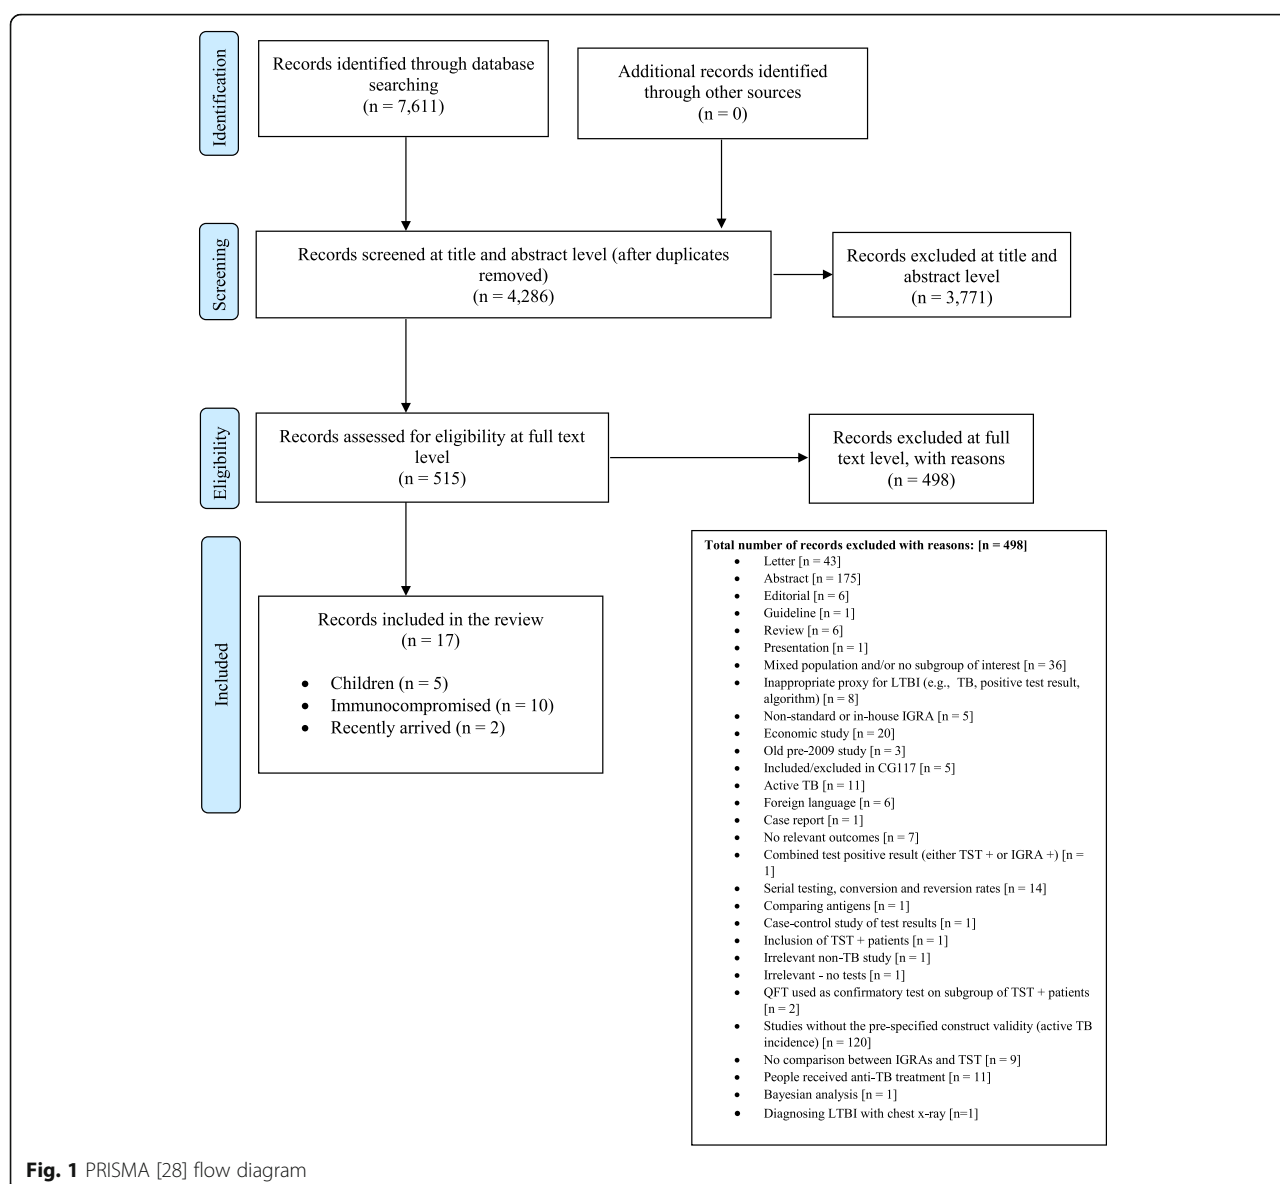 Identification
Records identified through database
searching
(n = 7,611)
Additional records identified
through other sources
(n = 0)
Screening
Records screened at title and abstract level (after duplicates
removed)
(n = 4,286)
Records excluded at title and
abstract level
(n = 3,771)
Eligibility
Records assessed for eligibility at full text
level
(n = 515)
Records excluded at full
text level, with reasons
(n = 498)
Included
Records included in the review
(n = 17)
• Children (n = 5)
• Immunocompromised (n = 10)
• Recently arrived (n = 2)
Total number of records excluded with reasons: [n = 498]
• Letter [n = 43]
• Abstract [n = 175]
• Editorial [n = 6]
• Guideline [n = 1]
• Review [n = 6]
• Presentation [n = 1]
• Mixed population and/or no subgroup of interest [n = 36]
• Inappropriate proxy for LTBI (e.g., TB, positive test result,
algorithm) [n = 8]
• Non-standard or in-house IGRA [n = 5]
• Economic study [n = 20]
• Old pre-2009 study [n = 3]
• Included/excluded in CG117 [n = 5]
• Active TB [n = 11]
• Foreign language [n = 6]
• Case report [n = 1]
• No relevant outcomes [n = 7]
• Combined test positive result (either TST + or IGRA +) [n =
1]
• Serial testing, conversion and reversion rates [n = 14]
• Comparing antigens [n = 1]
• Case-control study of test results [n = 1]
• Inclusion of TST + patients [n = 1]
• Irrelevant non-TB study [n = 1]
• Irrelevant - no tests [n = 1]
• QFT used as confirmatory test on subgroup of TST + patients
[n = 2]
• Studies without the pre-specified construct validity (active TB
incidence) [n = 120]
• No comparison between IGRAs and TST [n = 9]
• People received anti-TB treatment [n = 11]
• Bayesian analysis [n = 1]
• Diagnosing LTBI with chest x-ray [n=1]
Fig. 1 PRISMA [28] flow diagram